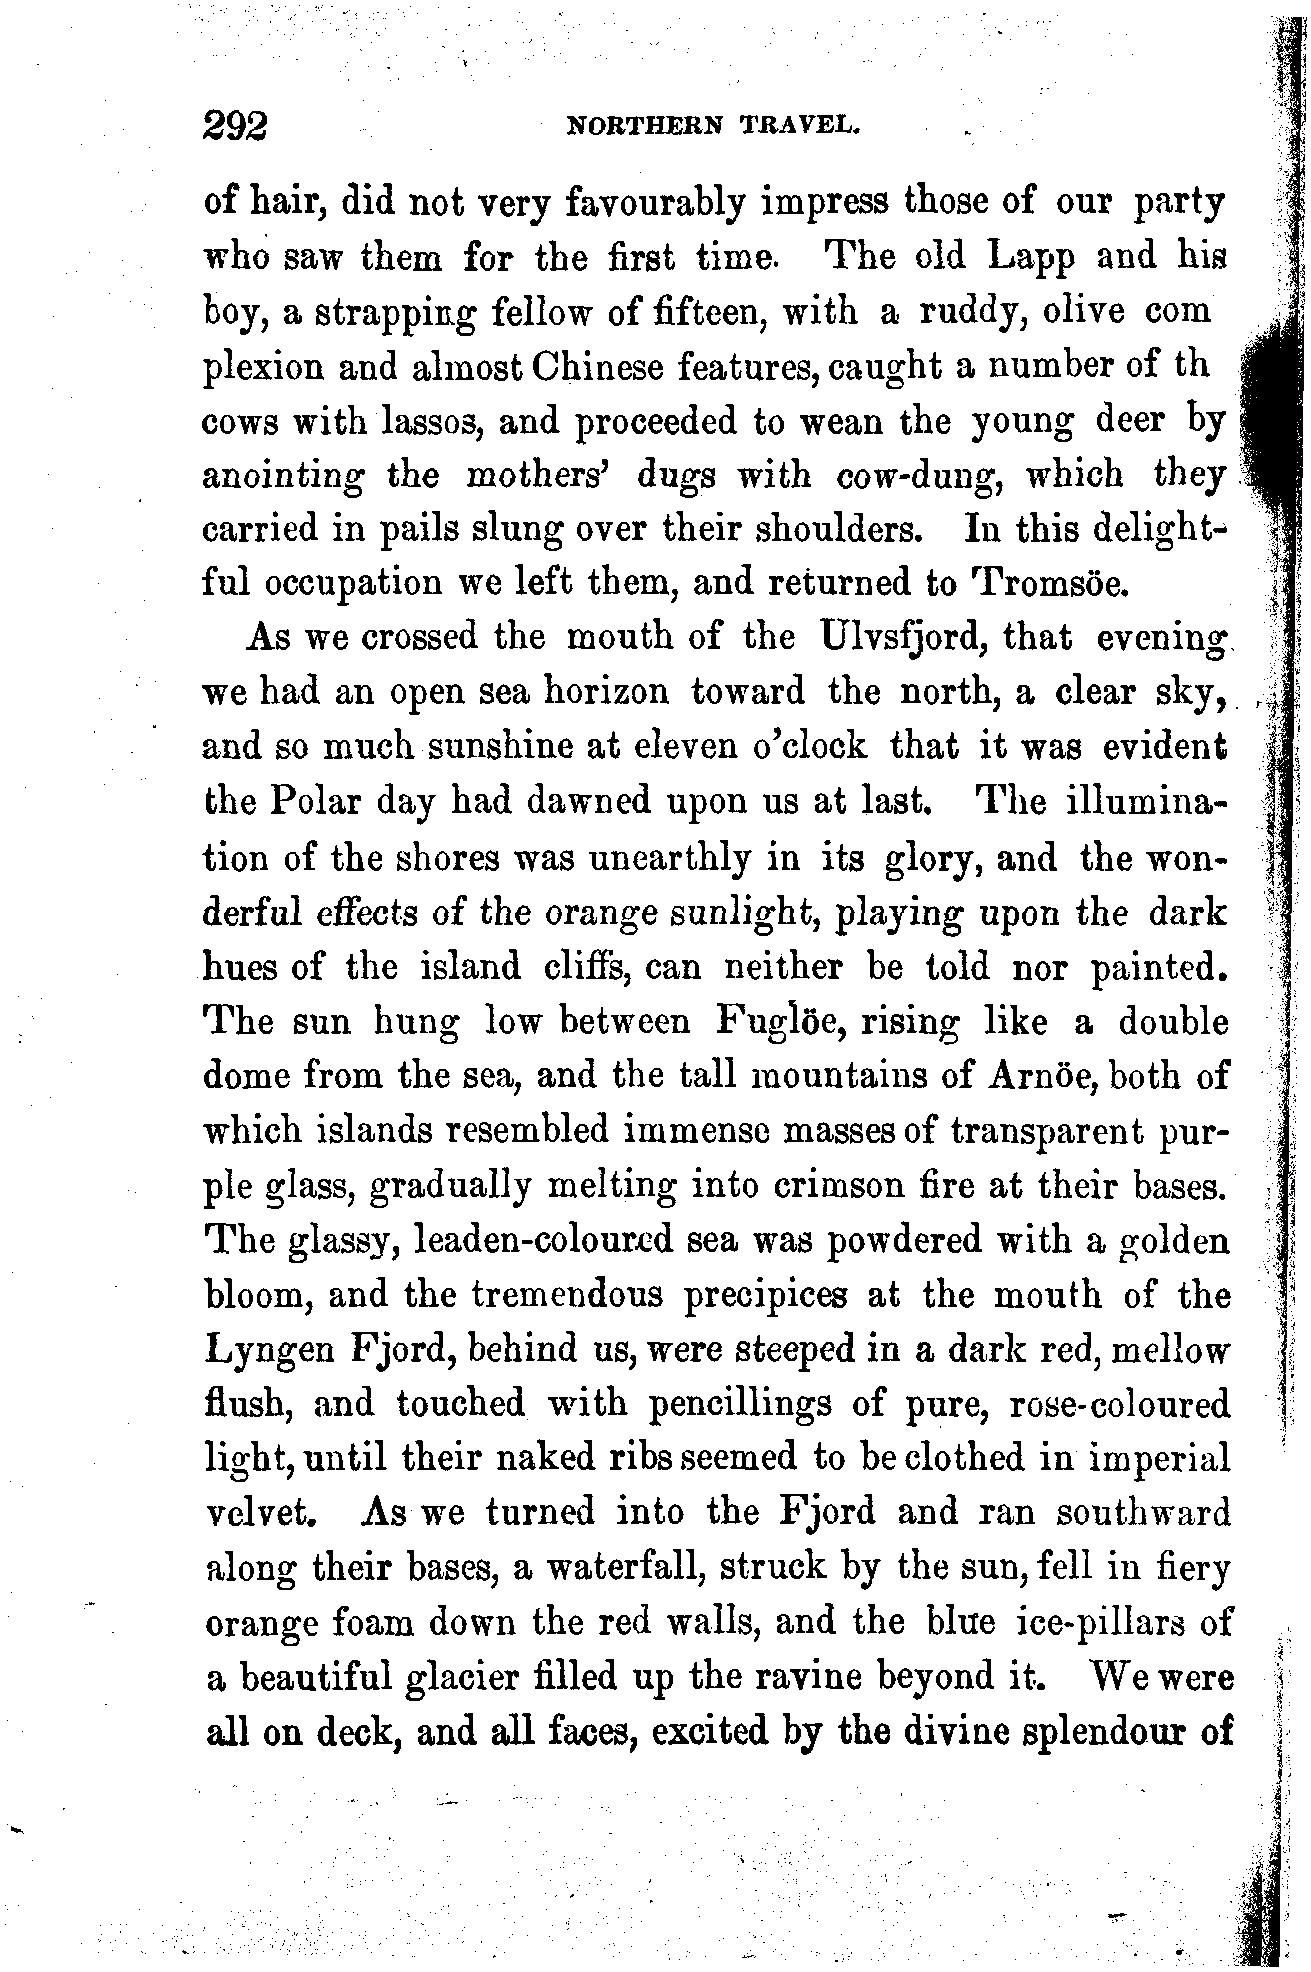 292 NORTHERN TRAVEL.
of hair, did not very favourably impress those of our party
who saw them for the first time. The old Lapp and his
boy, a strapping fellow of fifteen, with a ruddy, olive com
plexion and almost Chinese features, caught a number of th
cows with lassos, and proceeded to wean the young deer by
anointing the mothers' dugs with cow-dung, which they
carried in pails slung over their shoulders. In this delight-
ful occupation we left them, and returned to Tromsöe.
As we crossed the mouth of the Ulvsfjord, that evening
we had an open sea horizon toward the north, a clear sky,
and so much sunshine at eleven o'clock that it was evident
the Polar day had dawned upon us at last. The illumina-
tion of the shores was unearthly in its glory, and the won-
derful effects of the orange sunlight, playing upon the dark
hues of the island cliffs, can neither be told nor painted.
The sun hung low between Fuglöe, rising like a double
dome from the sea, and the tall mountains of Arnöe, both of
which islands resembled immense masses of transparent pur-
ple glass, gradually melting into crimson fire at their bases.
The glassy, leaden-coloured sea was powdered with a golden
bloom, and the tremendous precipices at the mouth of the
Lyngen Fjord, behind us, were steeped in a dark red, mellow
flush, and touched with pencillings of pure, rose-coloured
light, until their naked ribs seemed to be clothed in imperial
velvet. As we turned into the Fjord and ran southward
along their bases, a waterfall, struck by the sun, fell in fiery
orange foam down the red walls, and the blue ice-pillars of
a beautiful glacier filled up the ravine beyond it. We were
all on deck, and all faces, excited by the divine splendour of